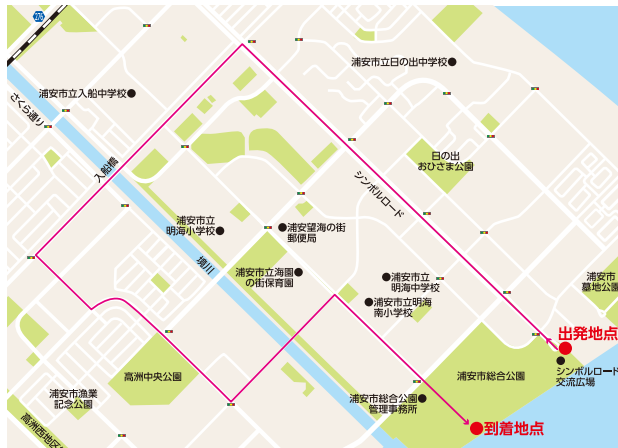 276
浦安市立日の出中学校
浦安市立入船中学校
さくら通り
入船橋
日の出
おひさま公園
シンボルロード
浦安市立
明海小学校
浦安望海の街
郵便局
境川
浦安市立海園
の街保育園
浦安市立
明海中学校
浦安市立明海
南小学校
浦安市
墓地公園
出発地点
シンボルロード
交流広場
高洲中央公園
浦安市総合公園
浦安市漁業
記念公園
浦安市総合公園
管理事務所
到着地点
高洲西地区